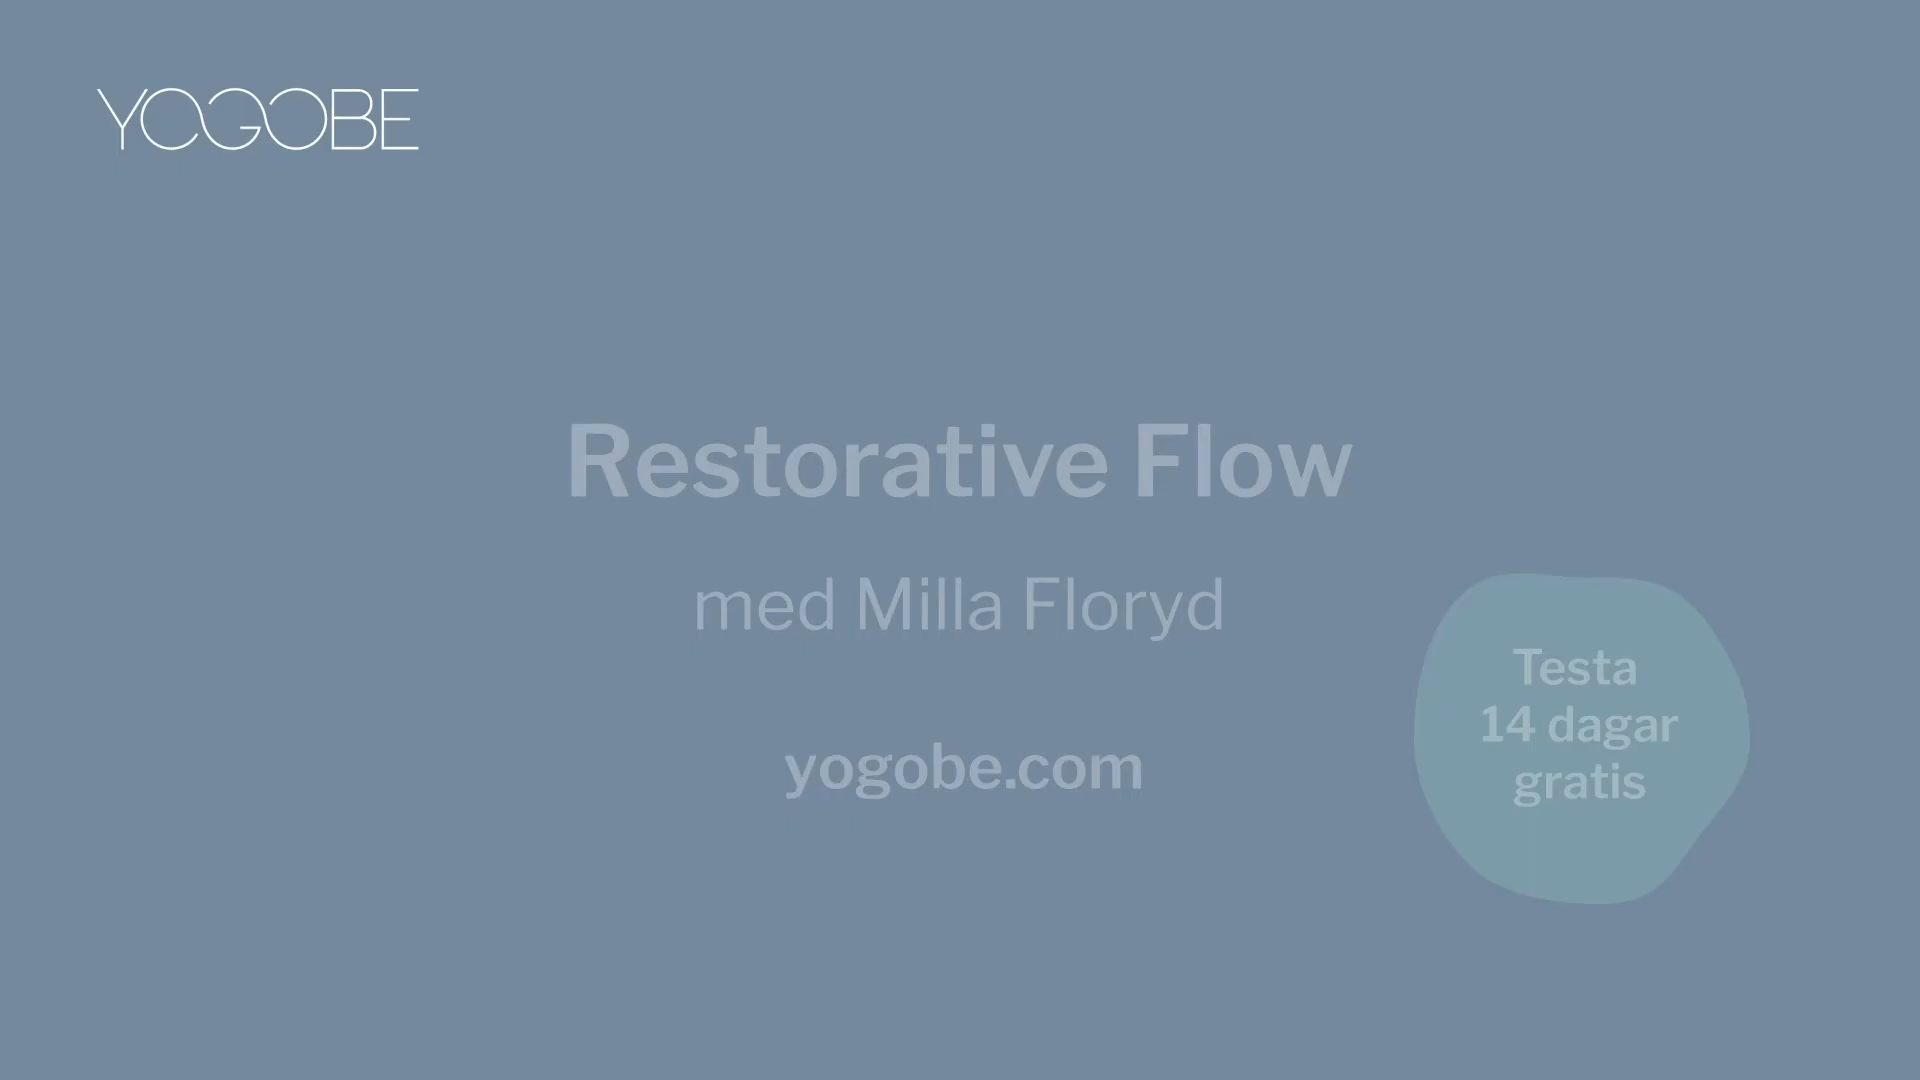 YOGOBE
Restorative Flow
med Milla Floryd
yogobe.com
Testa
14 dagar
gratis